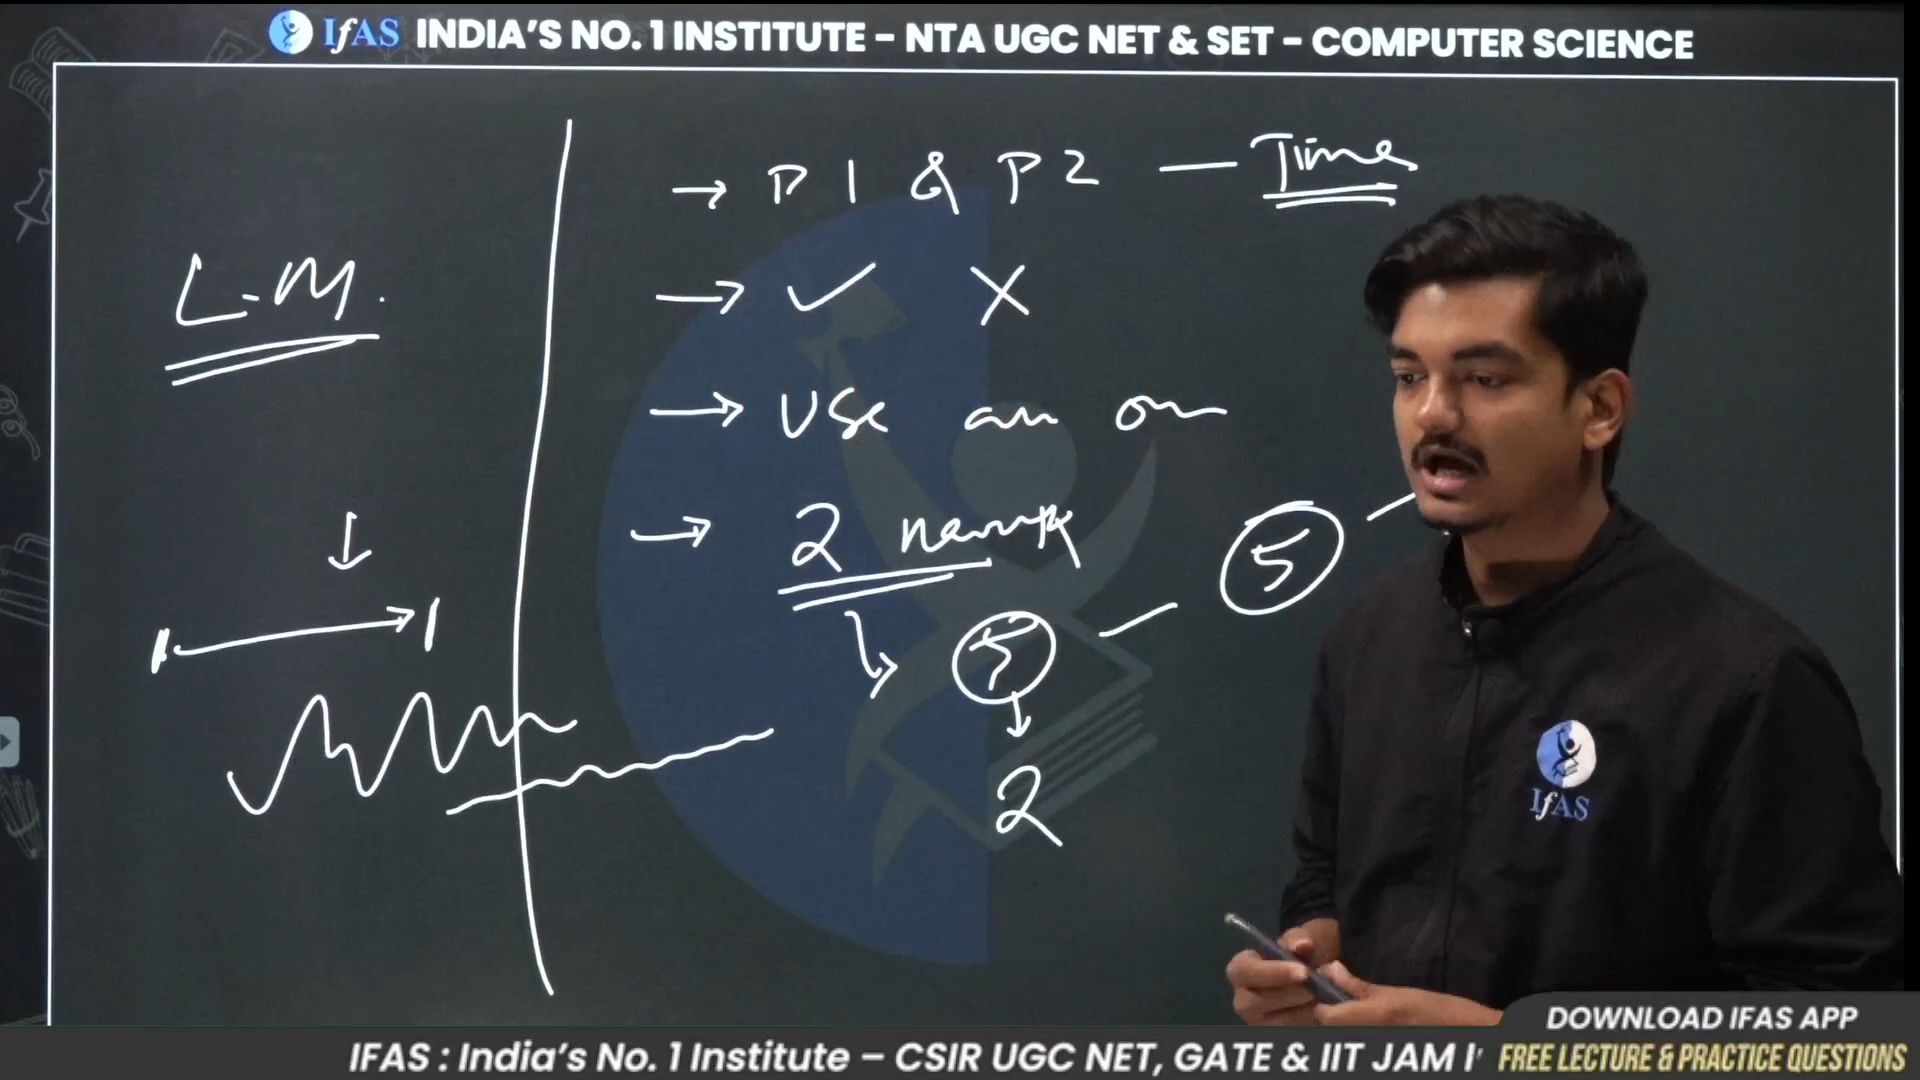 IfAS INDIA'S NO. 1 INSTITUTE – NTA UGC NET & SET – COMPUTER SCIENCE
L-M.
→ P1 & P2 — Time
→ ✓ X
→ Use an
→ 2
↳ 5 — 5 —
↓
2
IfAS
DOWNLOAD IFAS APP
FREE LECTURE & PRACTICE QUESTIONS
IFAS : India's No. 1 Institute – CSIR UGC NET, GATE & IIT JAM